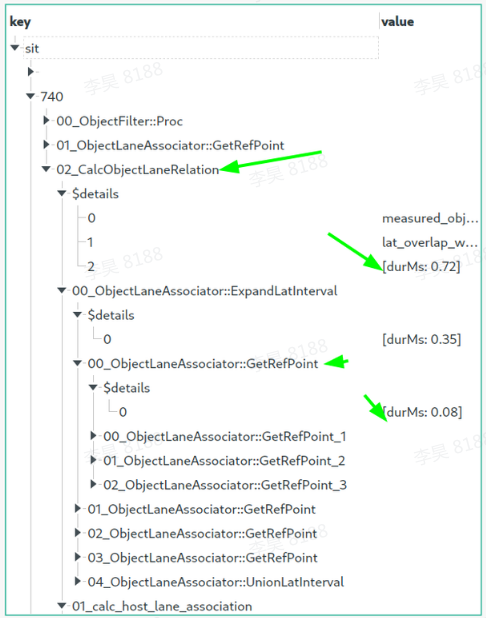 key value
sit
740
00_ObjectFilter::Proc
01_ObjectLaneAssociator::GetRefPoint
02_CalcObjectLaneRelation
$details
0 measured_obj...
1 lat_overlap_w...
2 [durMs: 0.72]
00_ObjectLaneAssociator::ExpandLatInterval
$details
0 [durMs: 0.35]
00_ObjectLaneAssociator::GetRefPoint
$details
0 [durMs: 0.08]
00_ObjectLaneAssociator::GetRefPoint_1
01_ObjectLaneAssociator::GetRefPoint_2
02_ObjectLaneAssociator::GetRefPoint_3
01_ObjectLaneAssociator::GetRefPoint
02_ObjectLaneAssociator::GetRefPoint
03_ObjectLaneAssociator::GetRefPoint
04_ObjectLaneAssociator::UnionLatInterval
01_calc_host_lane_association
李昊 8188